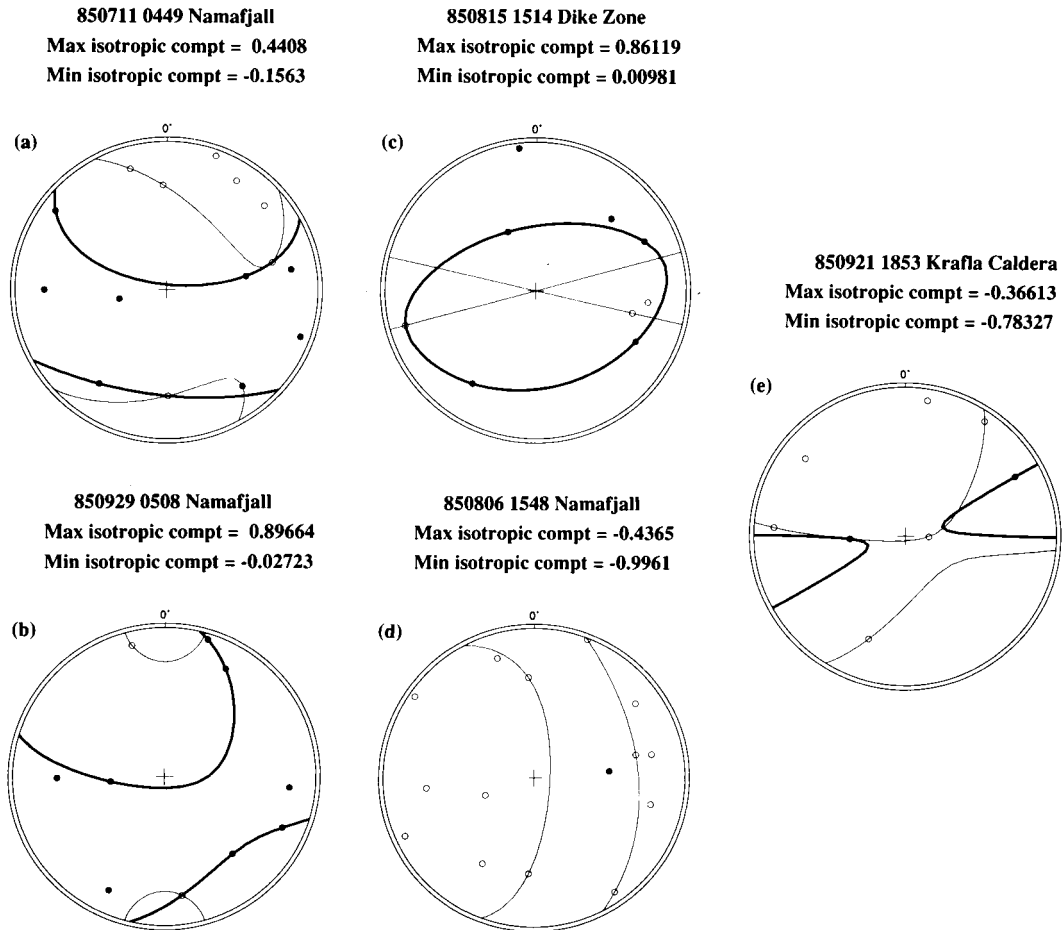 850711 0449 Namafjall
Max isotropic compt = 0.4408
Min isotropic compt = -0.1563
(a)
0°
850815 1514 Dike Zone
Max isotropic compt = 0.86119
Min isotropic compt = 0.00981
(c)
0°
850921 1853 Krafla Caldera
Max isotropic compt = -0.36613
Min isotropic compt = -0.78327
(e)
0°
850929 0508 Namafjall
Max isotropic compt = 0.89664
Min isotropic compt = -0.02723
(b)
0°
850806 1548 Namafjall
Max isotropic compt = -0.4365
Min isotropic compt = -0.9961
(d)
0°